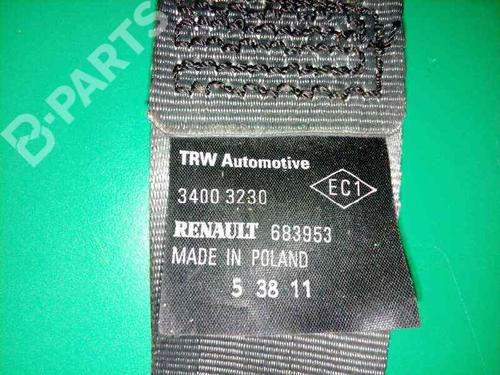 B-PARTS
TRW Automotive
3400 3230
EC1
RENAULT 683953
MADE IN POLAND
5 38 11